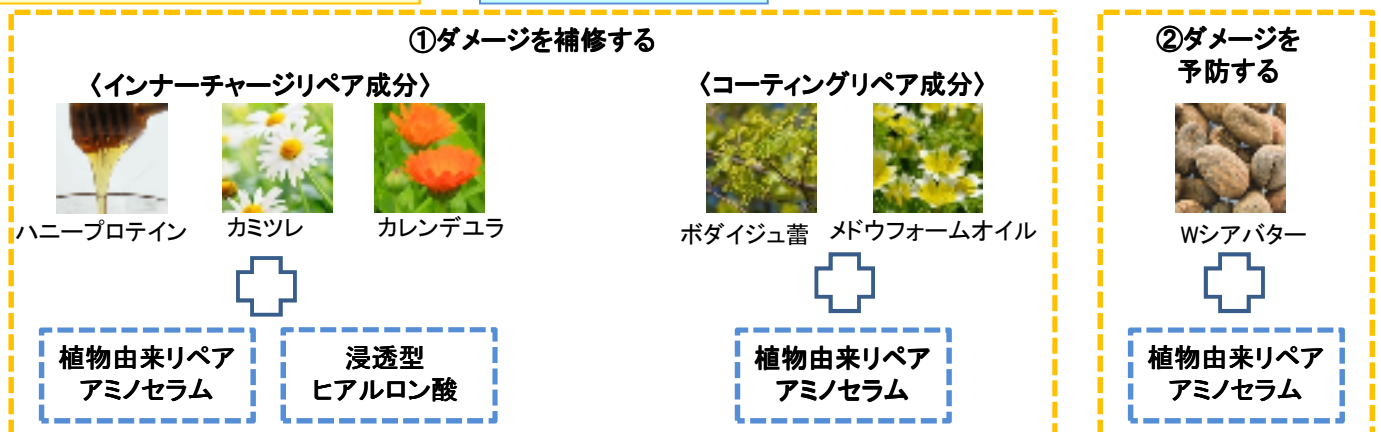 ①ダメージを補修する
〈インナーチャージリペア成分〉
ハニープロテイン
カミツレ
カレンデュラ
植物由来リペア
アミノセラム
浸透型
ヒアルロン酸
〈コーティングリペア成分〉
ボダイジュ蕾
メドウフォームオイル
植物由来リペア
アミノセラム
②ダメージを
予防する
Wシアバター
植物由来リペア
アミノセラム